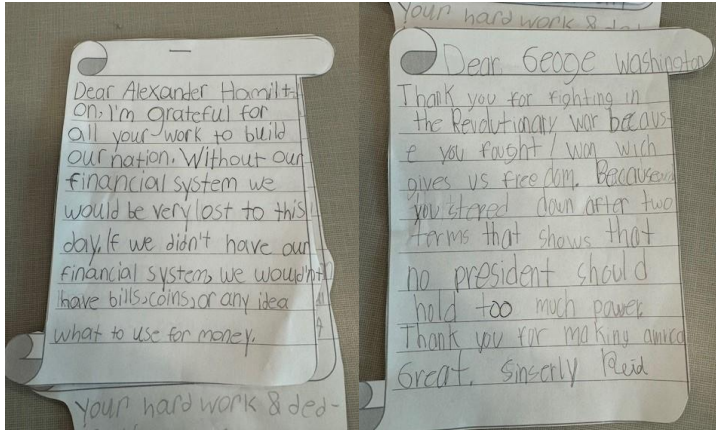 Dear Alexander Hamilt-
on, I'm grateful for
all your work to build
our nation. Without our
financial system we
would be very lost to this
day. If we didn't have our
financial system, we wouldn't
have bills, coins, or any idea
what to use for money.
your hard work & ded-
your hard work & ded-
Dear Geoge Washington
Thank you for fighting in
the Revolutionary war becaus
e you fought / won wich
gives us freedom. Because
you steped down after two
terms that shows that
no president should
hold too much power.
Thank you for making amrica
Great. sinserly Reid